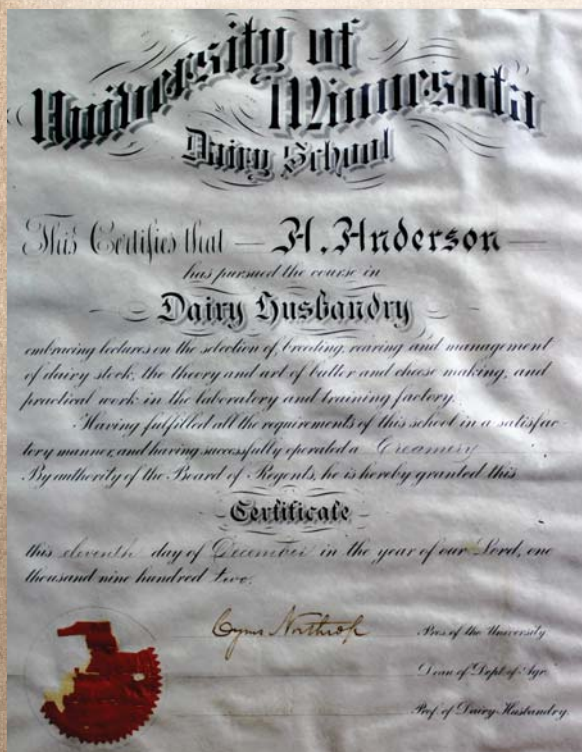 University of
Minnesota
Dairy School
This Certifies that — H. Anderson —
has pursued the course in
Dairy Husbandry
embracing lectures on the selection of, breeding, rearing and management
of dairy stock, the theory and art of butter and cheese making, and
practical work in the laboratory and training factory.
Having fulfilled all the requirements of this school in a satisfac-
tory manner, and having successfully operated a Creamery
By authority of the Board of Regents, he is hereby granted this
Certificate
this eleventh day of December in the year of our Lord, one
thousand nine hundred two.
Cyrus Northrop Pres. of the University.
Dean of Dept. of Agr.
Prof. of Dairy Husbandry.